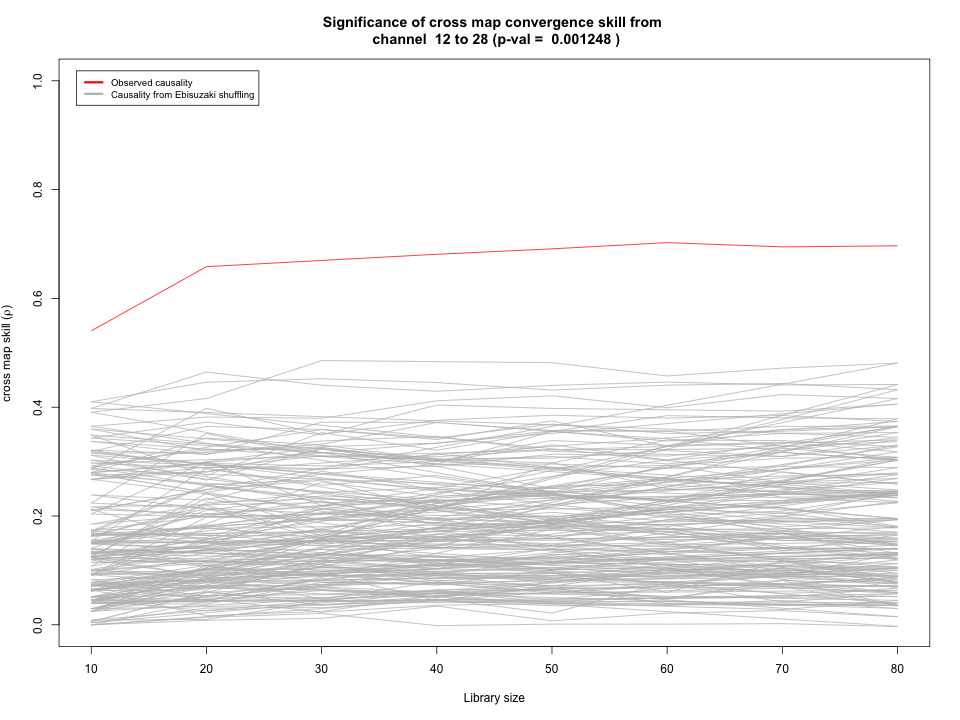 Significance of cross map convergence skill from
channel  12 to 28 (p-val =  0.001248 )
Observed causality
Causality from Ebisuzaki shuffling
cross map skill (ρ)
1.0
0.8
0.6
0.4
0.2
0.0
10 20 30 40 50 60 70 80
Library size